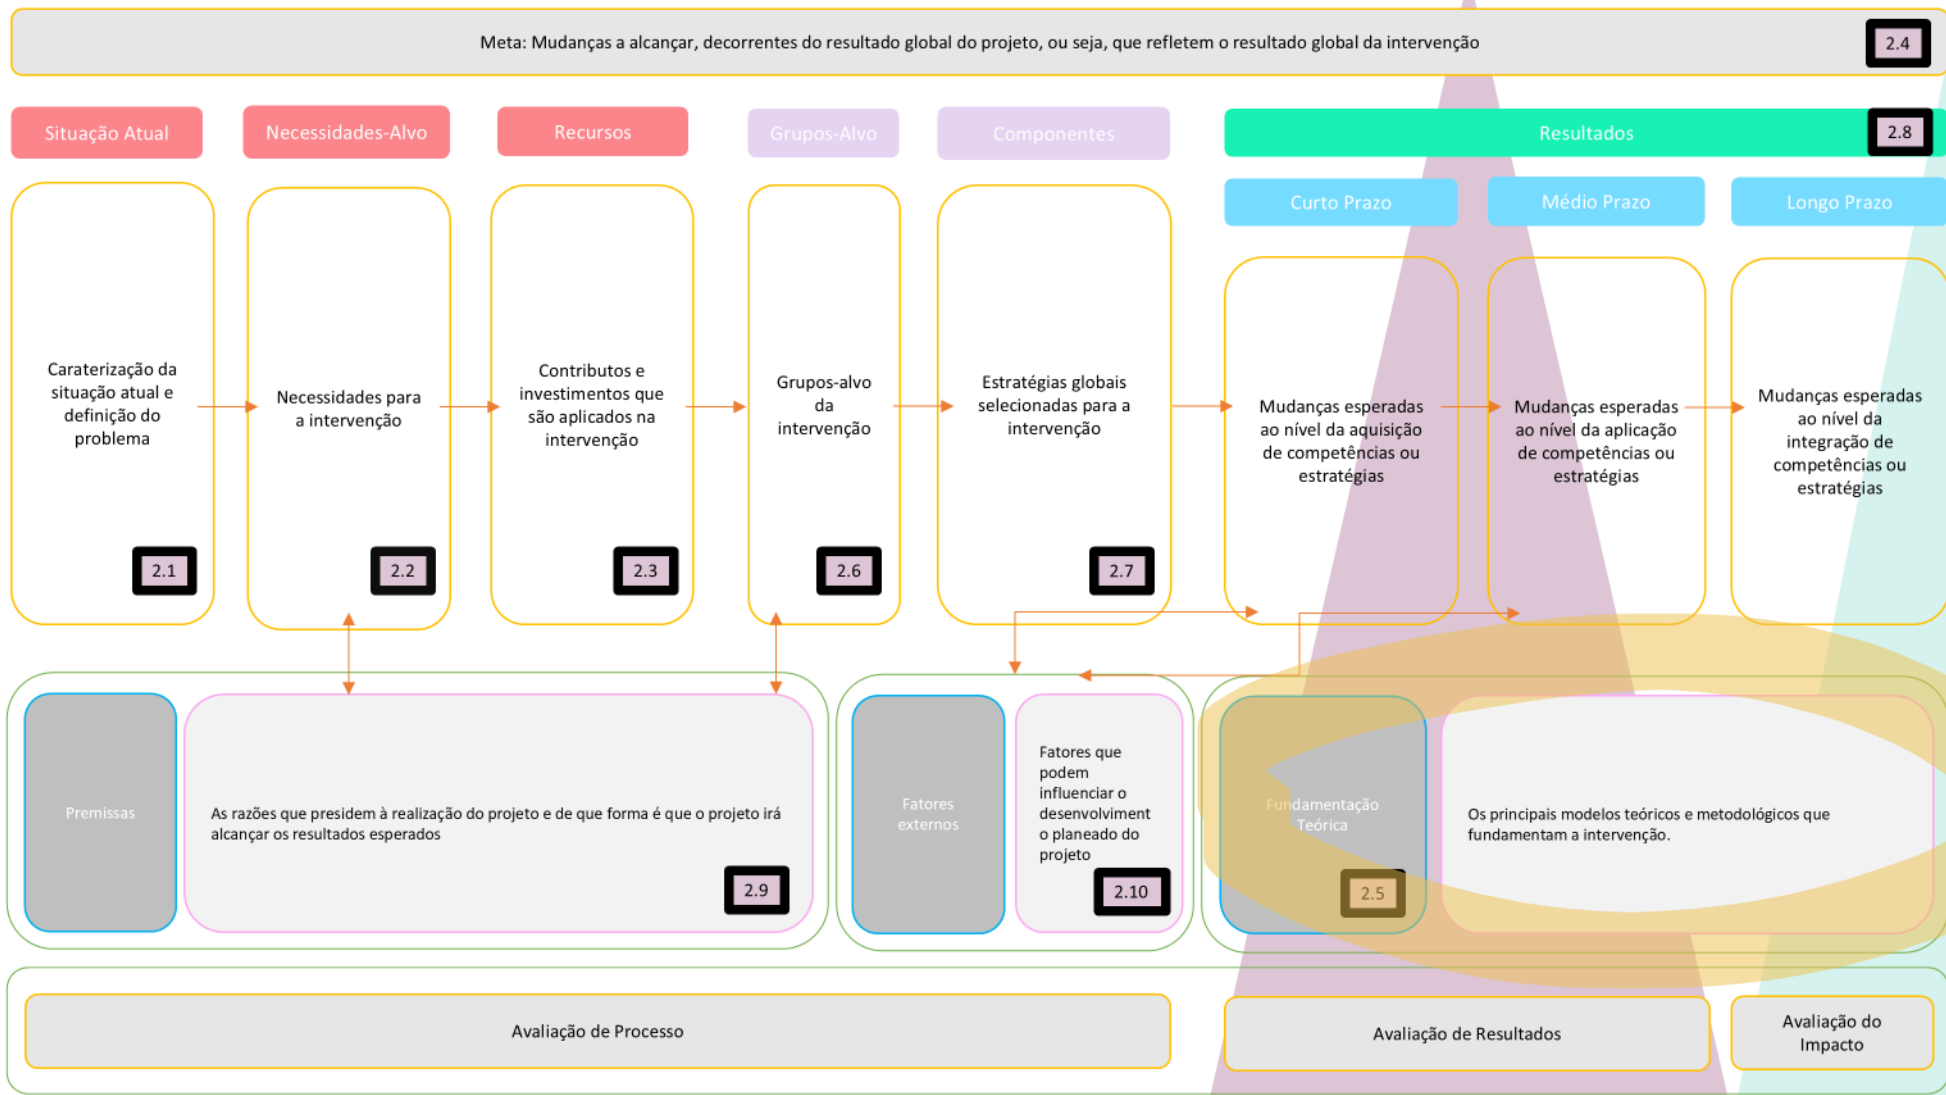 Meta: Mudanças a alcançar, decorrentes do resultado global do projeto, ou seja, que refletem o resultado global da intervenção
2.4
Situação Atual
Necessidades-Alvo
Recursos
Grupos-Alvo
Componentes
Resultados
2.8
Curto Prazo
Médio Prazo
Longo Prazo
Caraterização da
situação atual e
definição do
problema
2.1
Necessidades para
a intervenção
2.2
Contributos e
investimentos que
são aplicados na
intervenção
2.3
Grupos-alvo
da
intervenção
2.6
Estratégias globais
selecionadas para a
intervenção
2.7
Mudanças esperadas
ao nível da aquisição
de competências ou
estratégias
Mudanças esperadas
ao nível da aplicação
de competências ou
estratégias
Mudanças esperadas
ao nível da
integração de
competências ou
estratégias
Premissas
As razões que presidem à realização do projeto e de que forma é que o projeto irá
alcançar os resultados esperados
2.9
Fatores
externos
Fatores que
podem
influenciar o
desenvolviment
o planeado do
projeto
2.10
Fundamentação
Teórica
2.5
Os principais modelos teóricos e metodológicos que
fundamentam a intervenção.
Avaliação de Processo
Avaliação de Resultados
Avaliação do
Impacto